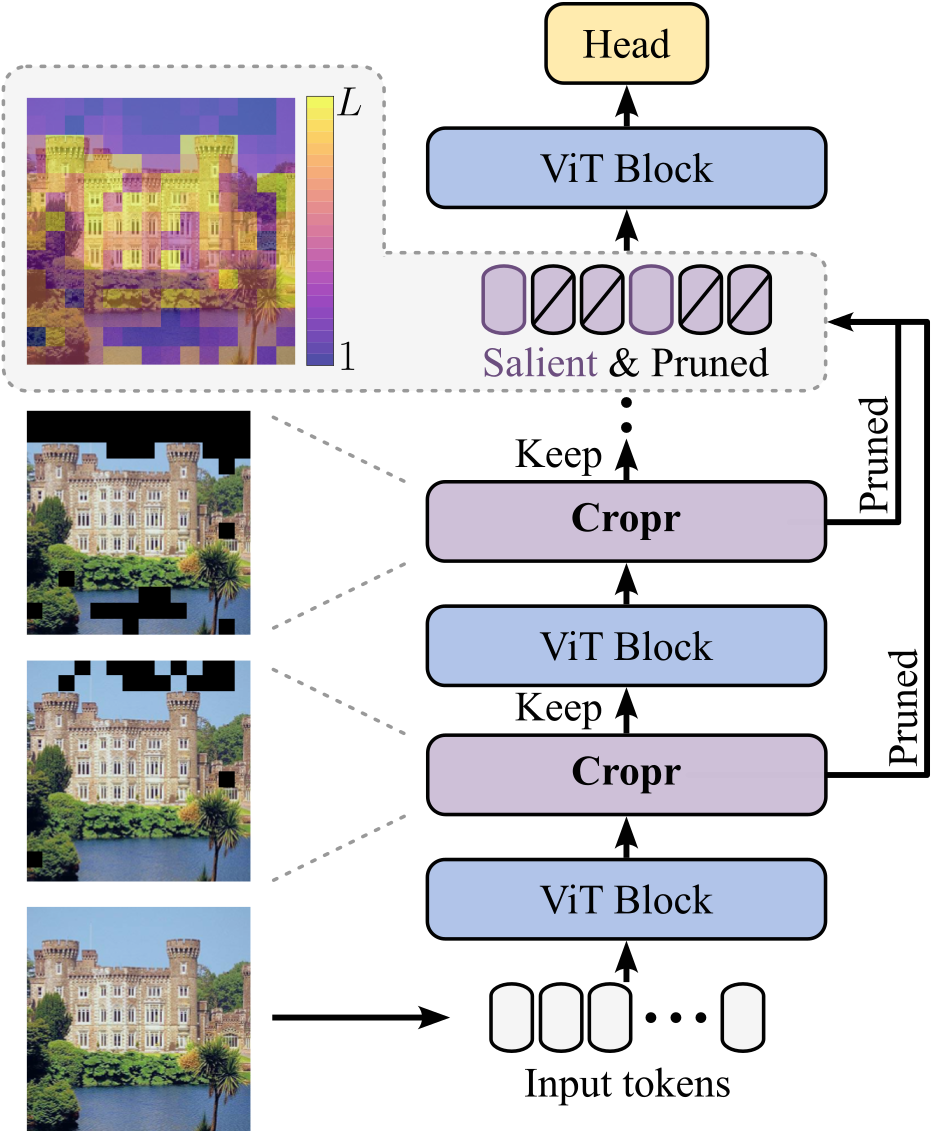 Head
L
ViT Block
1
Salient & Pruned
Keep
Pruned
Cropr
ViT Block
Keep
Pruned
Cropr
ViT Block
Input tokens